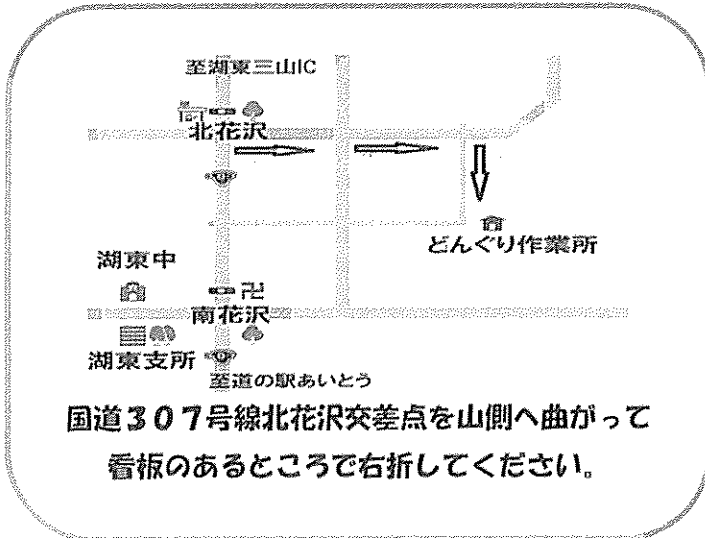 至湖東三山IC
北花沢
どんぐり作業所
湖東中
卍
南花沢
湖東支所
至道の駅あいとう
国道307号線北花沢交差点を山側へ曲がって
看板のあるところで右折してください。